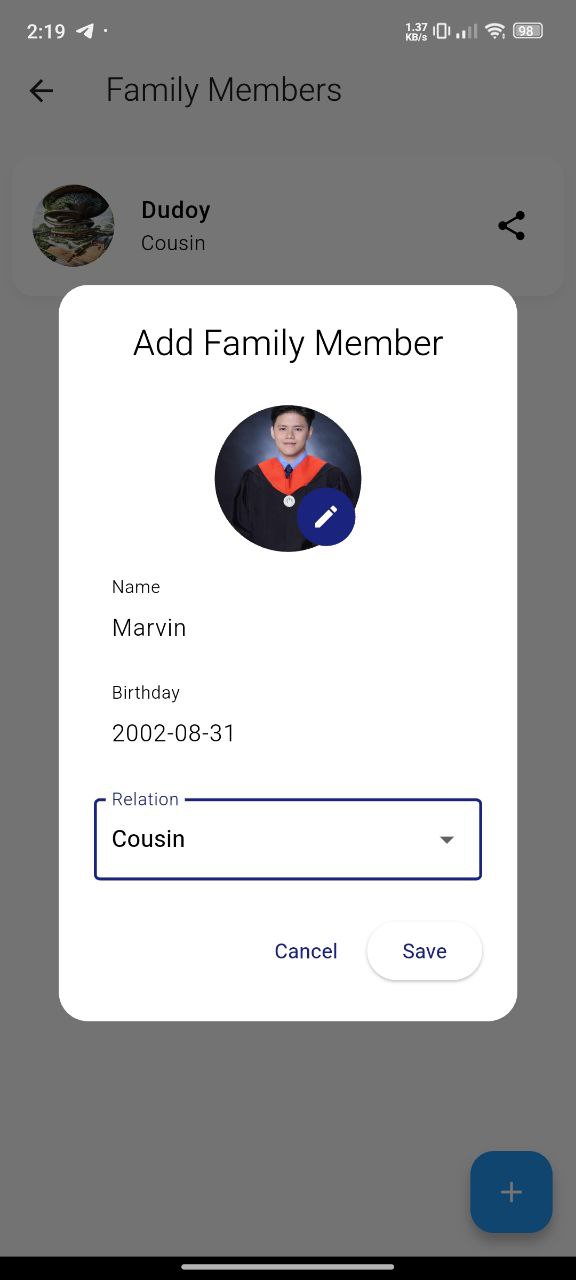 2:19
1.37
KB/s
98
Family Members
Dudoy
Cousin
Add Family Member
Name
Marvin
Birthday
2002-08-31
Relation
Cousin
Cancel
Save